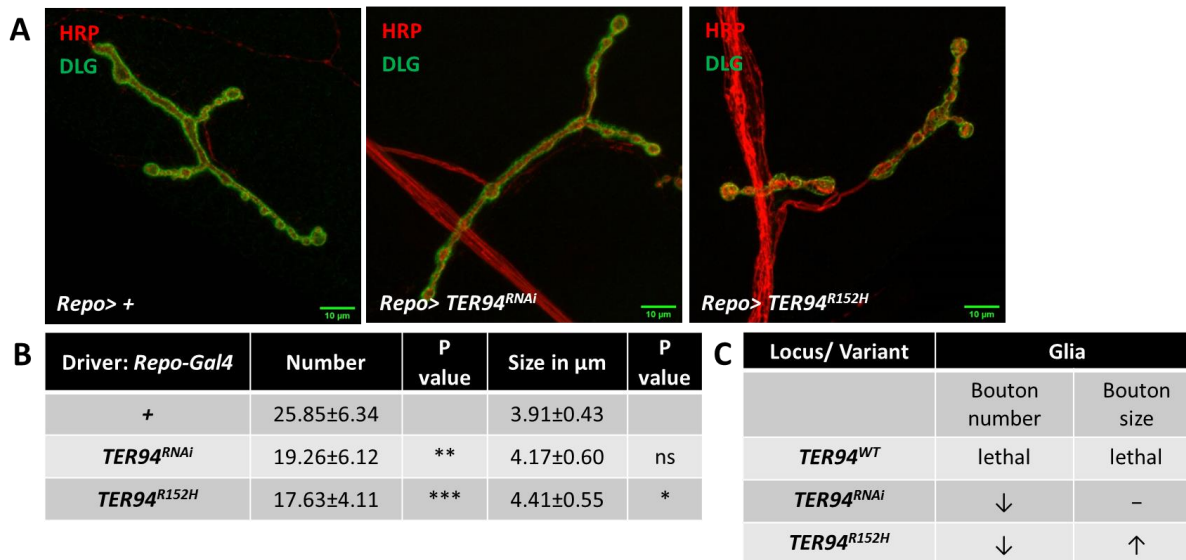 A
HRP
DLG
Repo> +
10 µm
HRP
DLG
Repo> TER94RNAi
10 µm
HRP
DLG
Repo> TER94R152H
10 µm
B
Driver: Repo-Gal4 Number P value Size in µm P value
+ 25.85±6.34 3.91±0.43
TER94RNAi 19.26±6.12 ** 4.17±0.60 ns
TER94R152H 17.63±4.11 *** 4.41±0.55 *
C
Locus/ Variant Glia
Bouton number Bouton size
TER94WT lethal lethal
TER94RNAi ↓ –
TER94R152H ↓ ↑